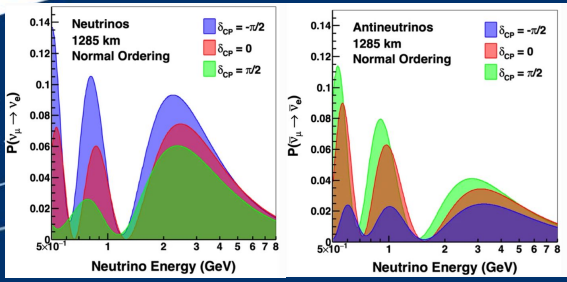 Neutrinos
1285 km
Normal Ordering
δCP = -π/2
δCP = 0
δCP = π/2
P(νμ → νe)
0.14
0.12
0.1
0.08
0.06
0.04
0.02
0
5×10⁻¹ 1 2 3 4 5 6 7 8
Neutrino Energy (GeV)
Antineutrinos
1285 km
Normal Ordering
δCP = -π/2
δCP = 0
δCP = π/2
P(ν̄μ → ν̄e)
0.14
0.12
0.1
0.08
0.06
0.04
0.02
0
5×10⁻¹ 1 2 3 4 5 6 7 8
Neutrino Energy (GeV)